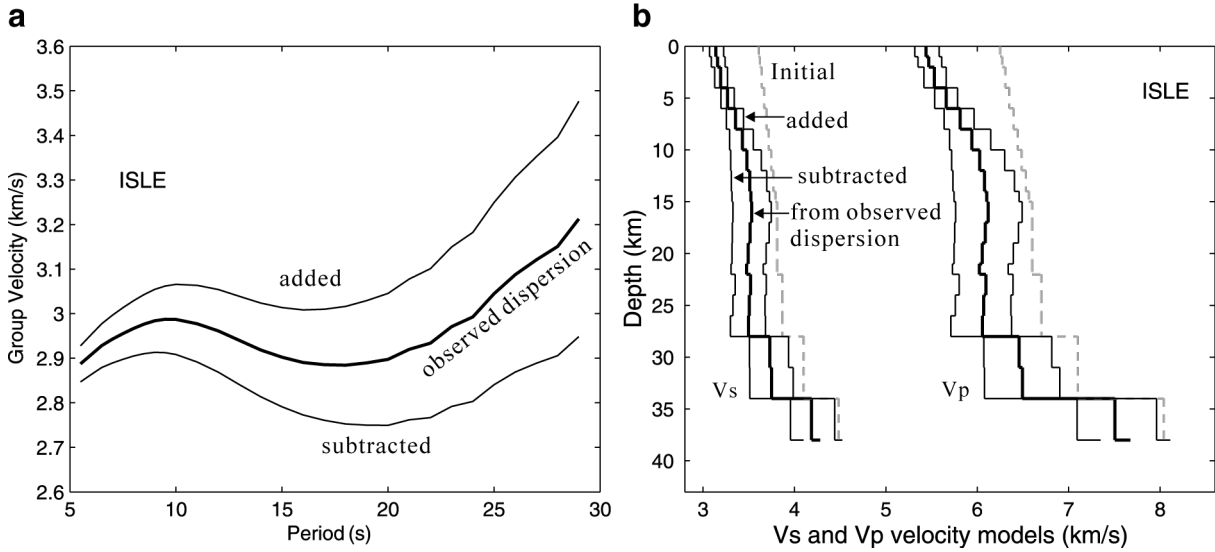 a
3.6
3.5
3.4
3.3
3.2
3.1
3
2.9
2.8
2.7
2.6
Group Velocity (km/s)
ISLE
added
observed dispersion
subtracted
5 10 15 20 25 30
Period (s)
b
0
5
10
15
20
25
30
35
40
Depth (km)
Initial
ISLE
added
subtracted
from observed
dispersion
Vs
Vp
3 4 5 6 7 8
Vs and Vp velocity models (km/s)